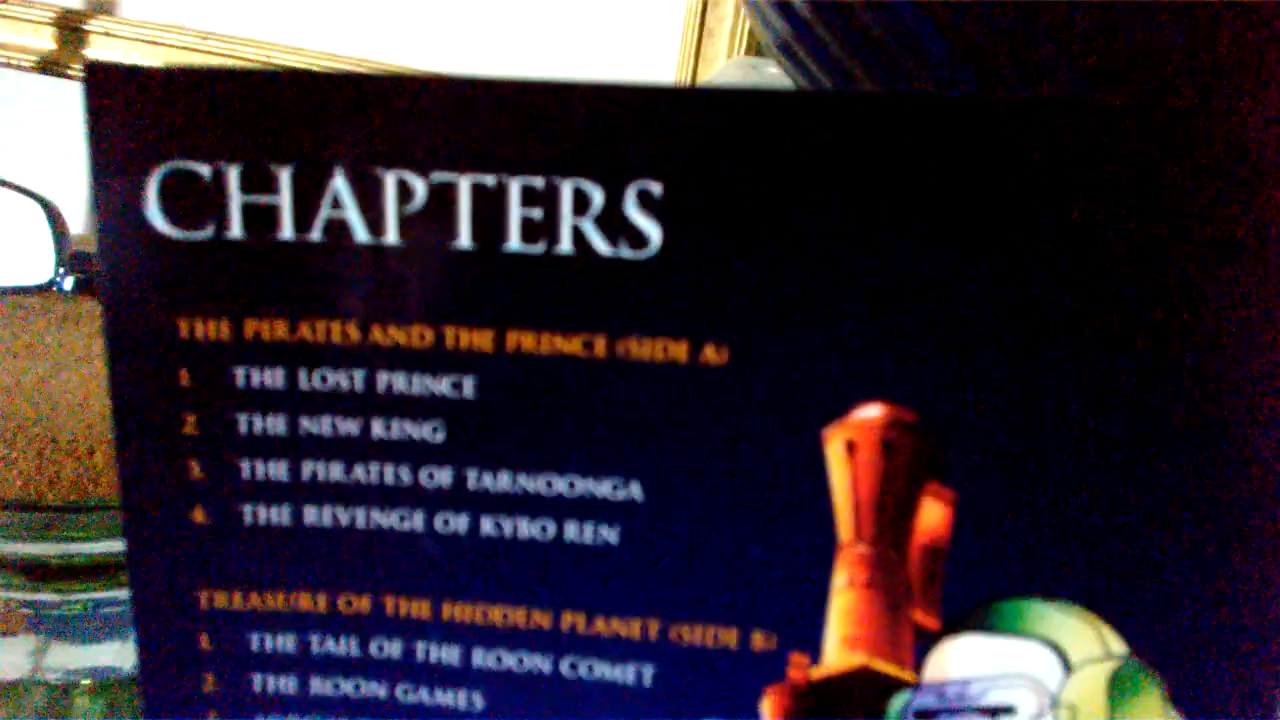 CHAPTERS
THE PIRATES AND THE PRINCE (SIDE A)
1. THE LOST PRINCE
2. THE NEW KING
3. THE PIRATES OF TARNOONGA
4. THE REVENGE OF KYBO REN
TREASURE OF THE HIDDEN PLANET (SIDE B)
1. THE TAIL OF THE ROON COMET
2. THE ROON GAMES